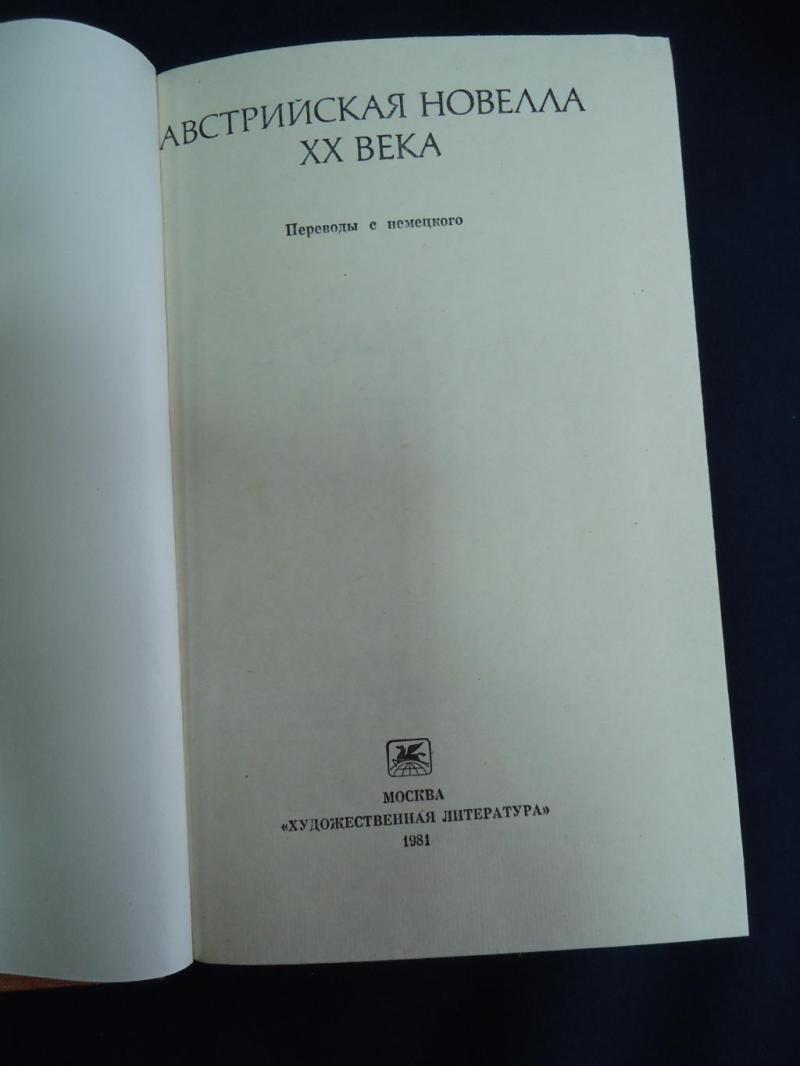 АВСТРИЙСКАЯ НОВЕЛЛА
XX ВЕКА
Переводы с немецкого
МОСКВА
«ХУДОЖЕСТВЕННАЯ ЛИТЕРАТУРА»
1981